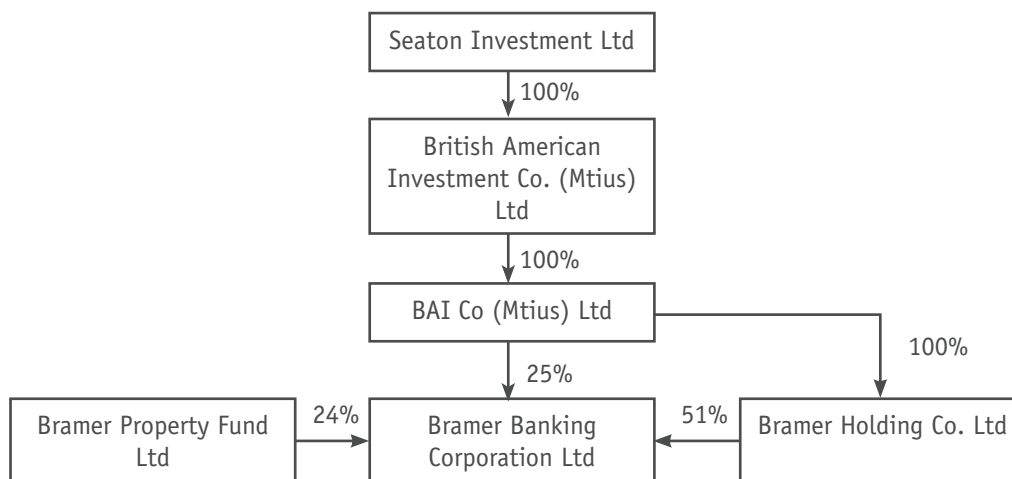 Seaton Investment Ltd
100%
British American
Investment Co. (Mtius)
Ltd
100%
BAI Co (Mtius) Ltd
25%
100%
Bramer Property Fund
Ltd
24%
Bramer Banking
Corporation Ltd
51%
Bramer Holding Co. Ltd